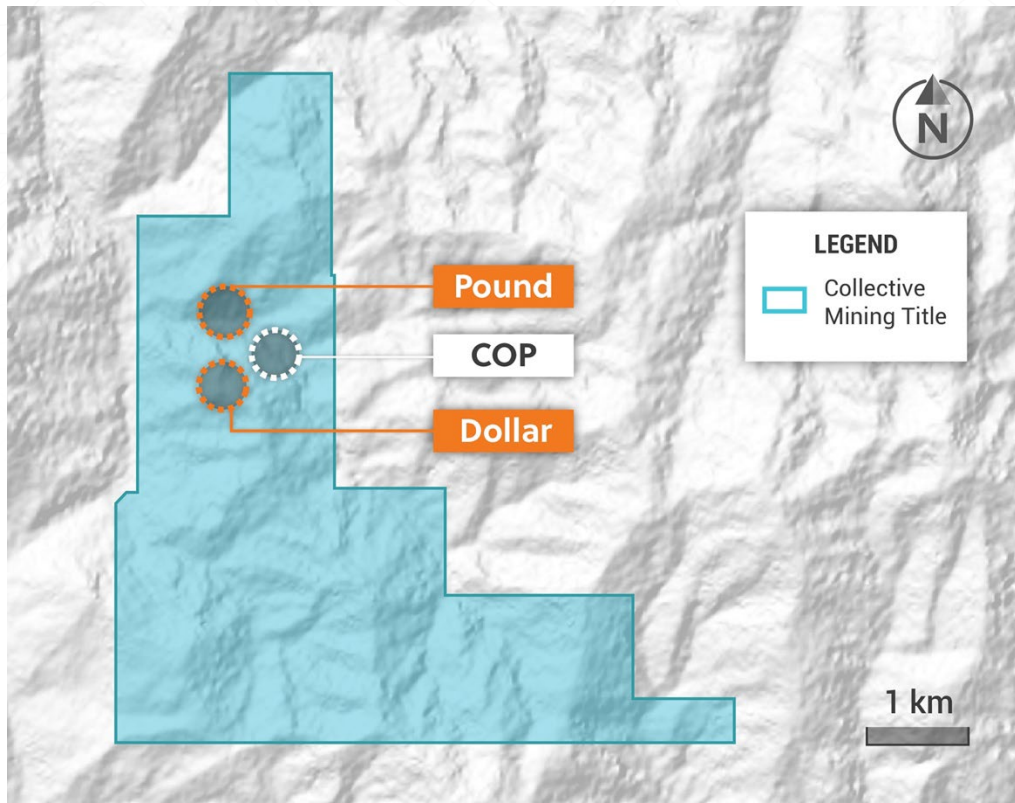 N
LEGEND
Collective
Mining Title
Pound
COP
Dollar
1 km